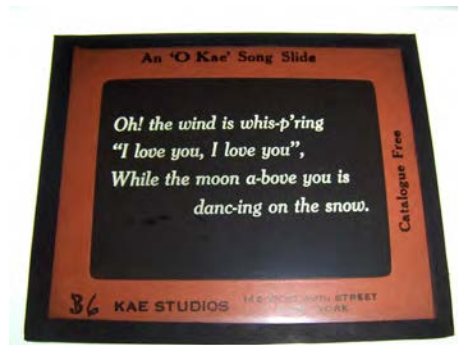 An 'O Kae' Song Slide
Oh! the wind is whis-p'ring
"I love you, I love you",
While the moon a-bove you is
danc-ing on the snow.
Catalogue Free
B6 KAE STUDIOS
STREET
YORK